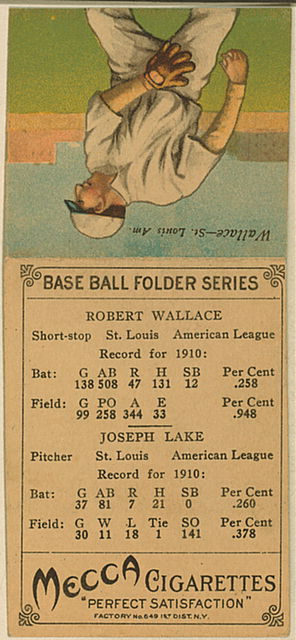 Wallace—St. Louis Am.
BASE BALL FOLDER SERIES
ROBERT WALLACE
Short-stop St. Louis American League
Record for 1910:
Bat: G AB R H SB Per Cent
138 508 47 131 12 .258
Field: G PO A E Per Cent
99 258 344 33 .948
JOSEPH LAKE
Pitcher St. Louis American League
Record for 1910:
Bat: G AB R H SB Per Cent
37 81 7 21 0 .260
Field: G W L Tie SO Per Cent
30 11 18 1 141 .378
MECCA CIGARETTES
"PERFECT SATISFACTION"
FACTORY No. 649 1ST DIST. N.Y.